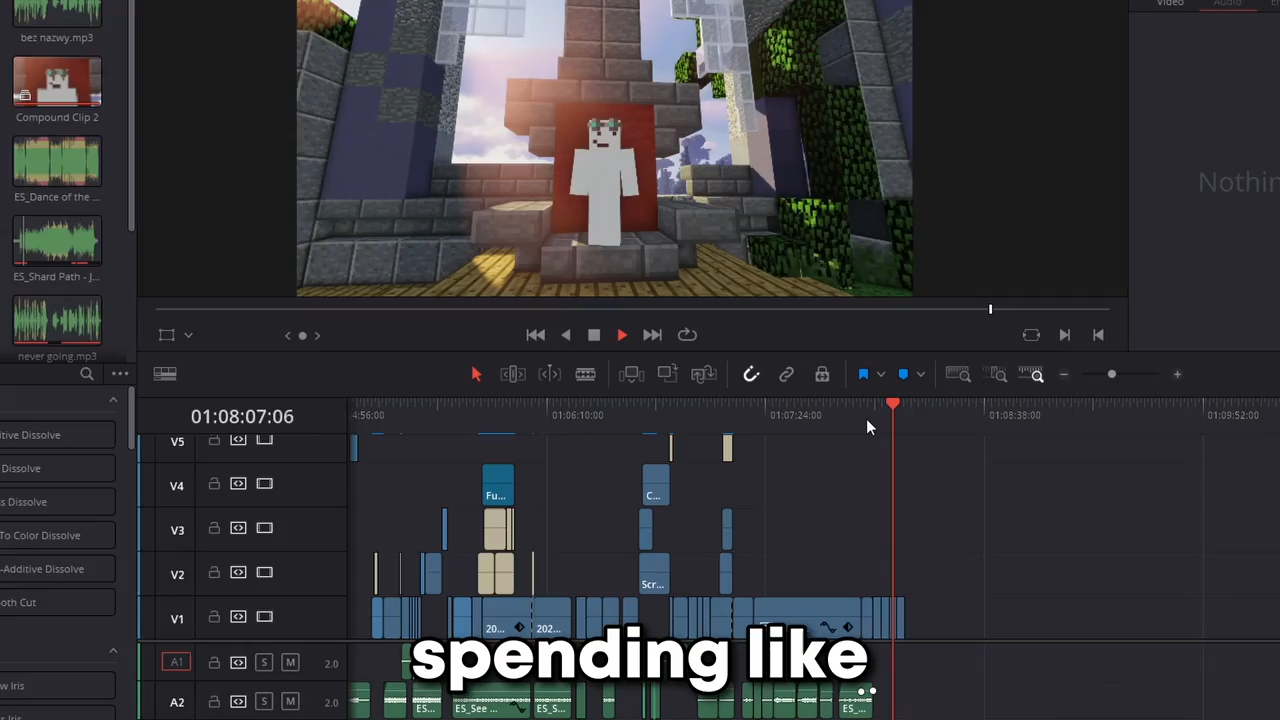 bez nazwy.mp3
Compound Clip 2
ES_Dance of the ...
ES_Shard Path - J...
never going.mp3
Video
Audio
Nothin
01:08:07:06
4:56:00
01:06:10:00
01:07:24:00
01:08:38:00
01:09:52:00
itive Dissolve
Dissolve
s Dissolve
To Color Dissolve
-Additive Dissolve
oth Cut
w Iris
V5
V4
Fu...
C...
V3
V2
Scr...
V1
20...
202...
spending like
A1
S
M
2.0
A2
S
M
2.0
ES...
ES_See ...
ES_S...
ES_...